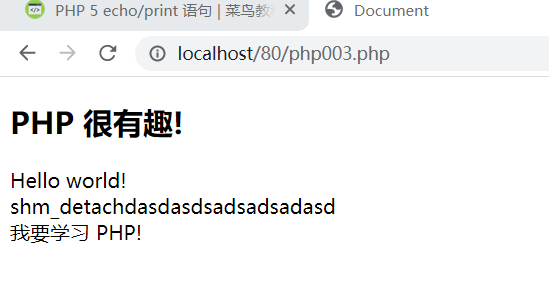 PHP 5 echo/print 语句 | 菜鸟教
Document
localhost/80/php003.php
PHP 很有趣!
Hello world!
shm_detachdasdasdsadsadsadasd
我要学习 PHP!